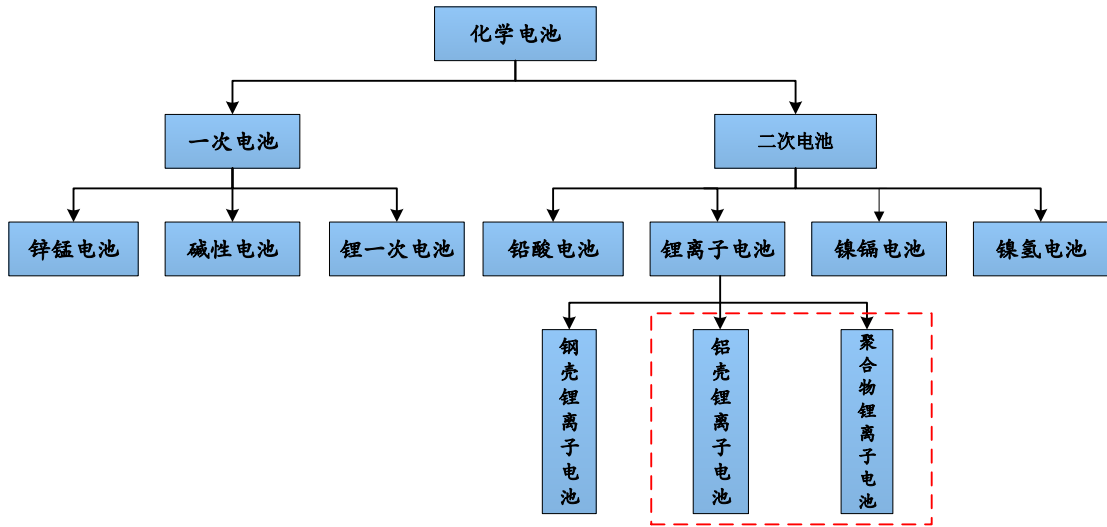 化学电池
一次电池
二次电池
锌锰电池
碱性电池
锂一次电池
铅酸电池
锂离子电池
镍镉电池
镍氢电池
钢壳锂离子电池
铝壳锂离子电池
聚合物锂离子电池